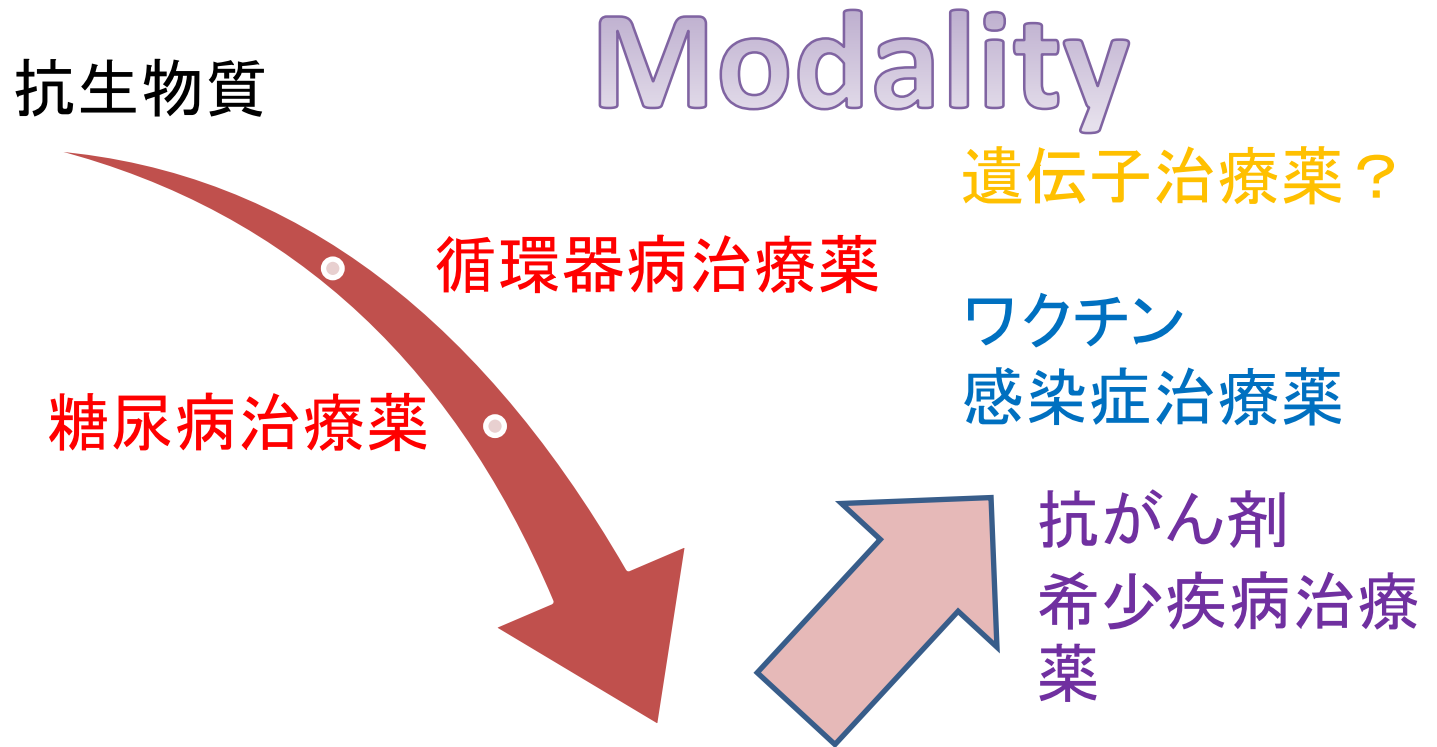 Modality
抗生物質
遺伝子治療薬？
循環器病治療薬
ワクチン
感染症治療薬
糖尿病治療薬
抗がん剤
希少疾病治療
薬